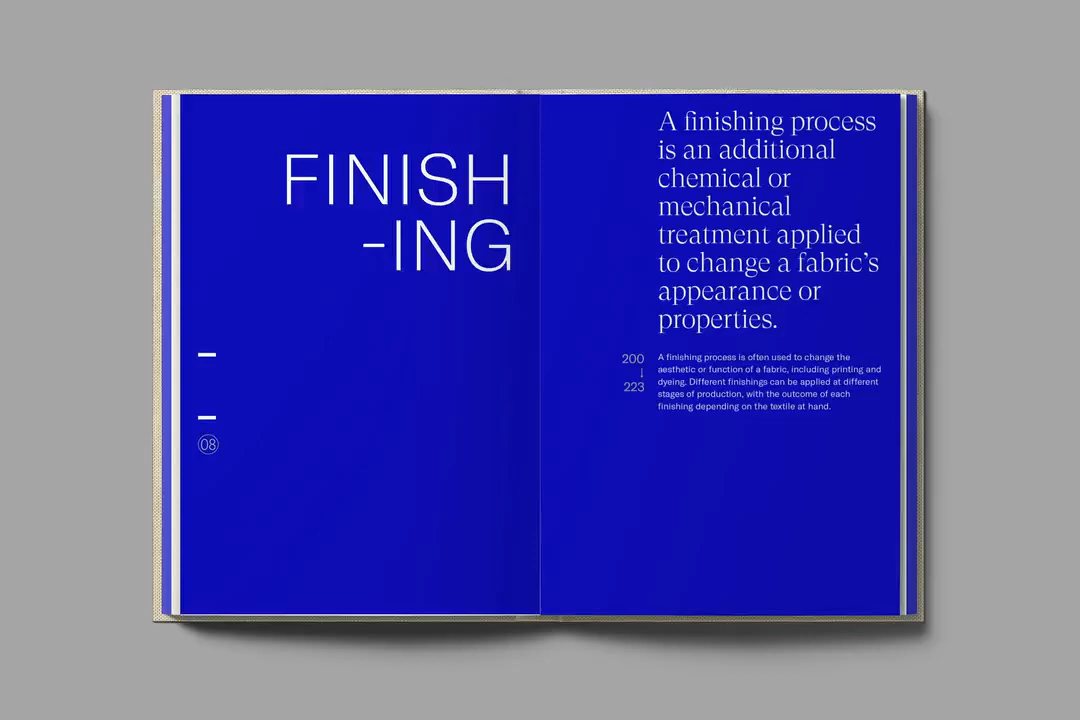 FINISH
-ING
08
A finishing process
is an additional
chemical or
mechanical
treatment applied
to change a fabric’s
appearance or
properties.
200
↓
223
A finishing process is often used to change the
aesthetic or function of a fabric, including printing and
dyeing. Different finishings can be applied at different
stages of production, with the outcome of each
finishing depending on the textile at hand.